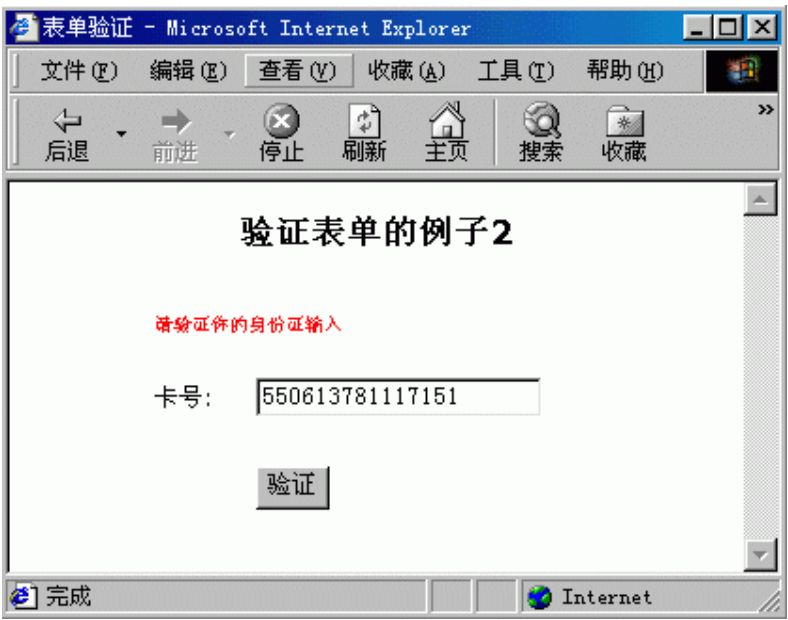 表单验证 - Microsoft Internet Explorer
文件(F) 编辑(E) 查看(V) 收藏(A) 工具(T) 帮助(H)
后退 前进 停止 刷新 主页 搜索 收藏 »
验证表单的例子2
请验证你的身份证输入
卡号: 550613781117151
验证
完成 Internet